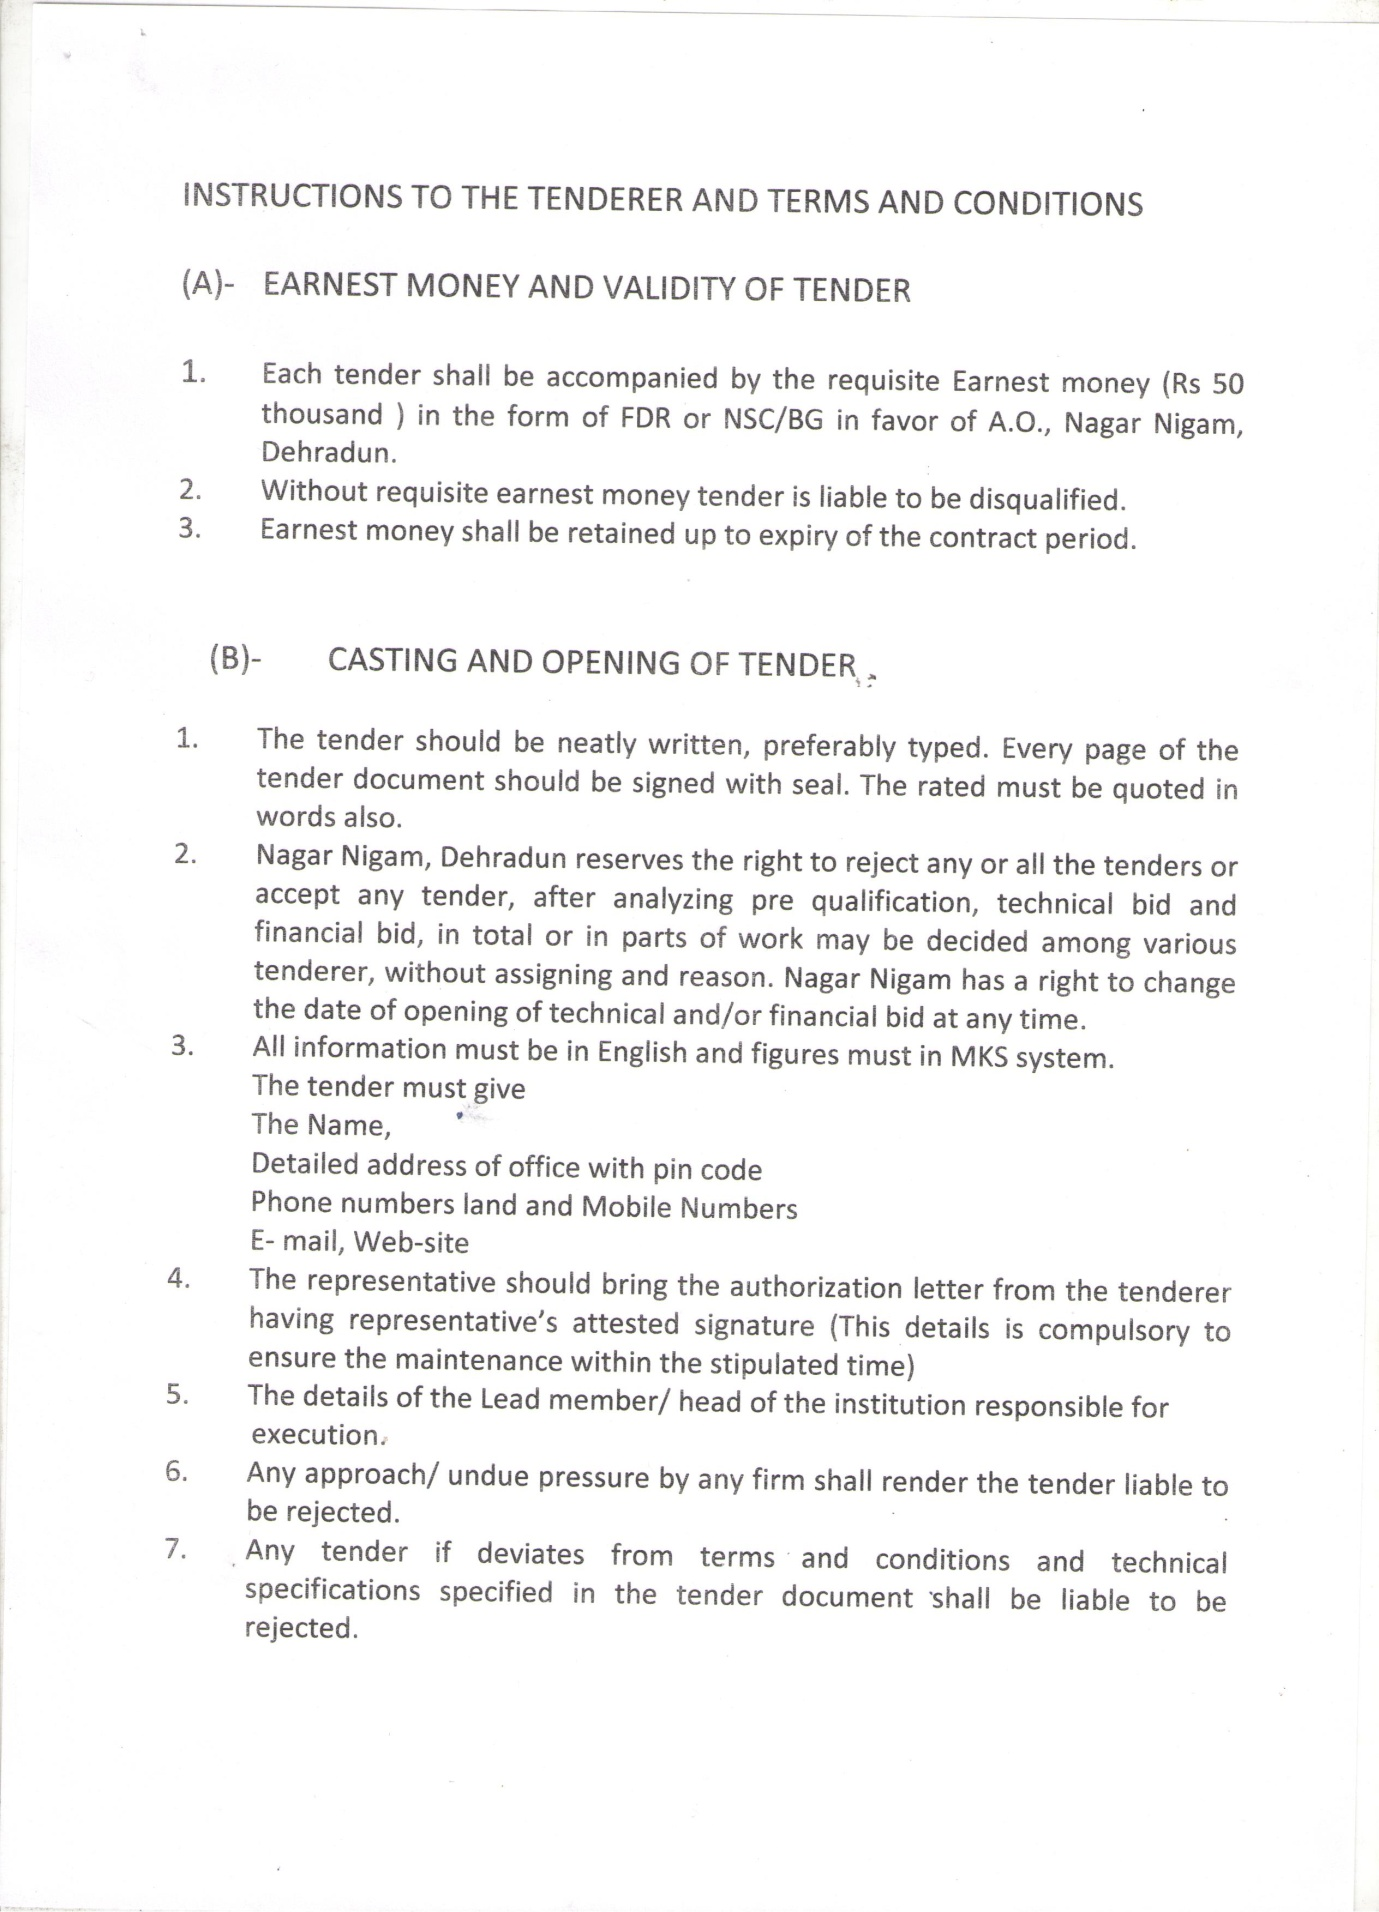 INSTRUCTIONS TO THE TENDERER AND TERMS AND CONDITIONS
(A)- EARNEST MONEY AND VALIDITY OF TENDER
1. Each tender shall be accompanied by the requisite Earnest money (Rs 50
thousand ) in the form of FDR or NSC/BG in favor of A.O., Nagar Nigam,
Dehradun.
2. Without requisite earnest money tender is liable to be disqualified.
3. Earnest money shall be retained up to expiry of the contract period.
(B)- CASTING AND OPENING OF TENDER
1. The tender should be neatly written, preferably typed. Every page of the
tender document should be signed with seal. The rated must be quoted in
words also.
2. Nagar Nigam, Dehradun reserves the right to reject any or all the tenders or
accept any tender, after analyzing pre qualification, technical bid and
financial bid, in total or in parts of work may be decided among various
tenderer, without assigning and reason. Nagar Nigam has a right to change
the date of opening of technical and/or financial bid at any time.
3. All information must be in English and figures must in MKS system.
The tender must give
The Name,
Detailed address of office with pin code
Phone numbers land and Mobile Numbers
E- mail, Web-site
4. The representative should bring the authorization letter from the tenderer
having representative's attested signature (This details is compulsory to
ensure the maintenance within the stipulated time)
5. The details of the Lead member/ head of the institution responsible for
execution.
6. Any approach/ undue pressure by any firm shall render the tender liable to
be rejected.
7. Any tender if deviates from terms and conditions and technical
specifications specified in the tender document shall be liable to be
rejected.